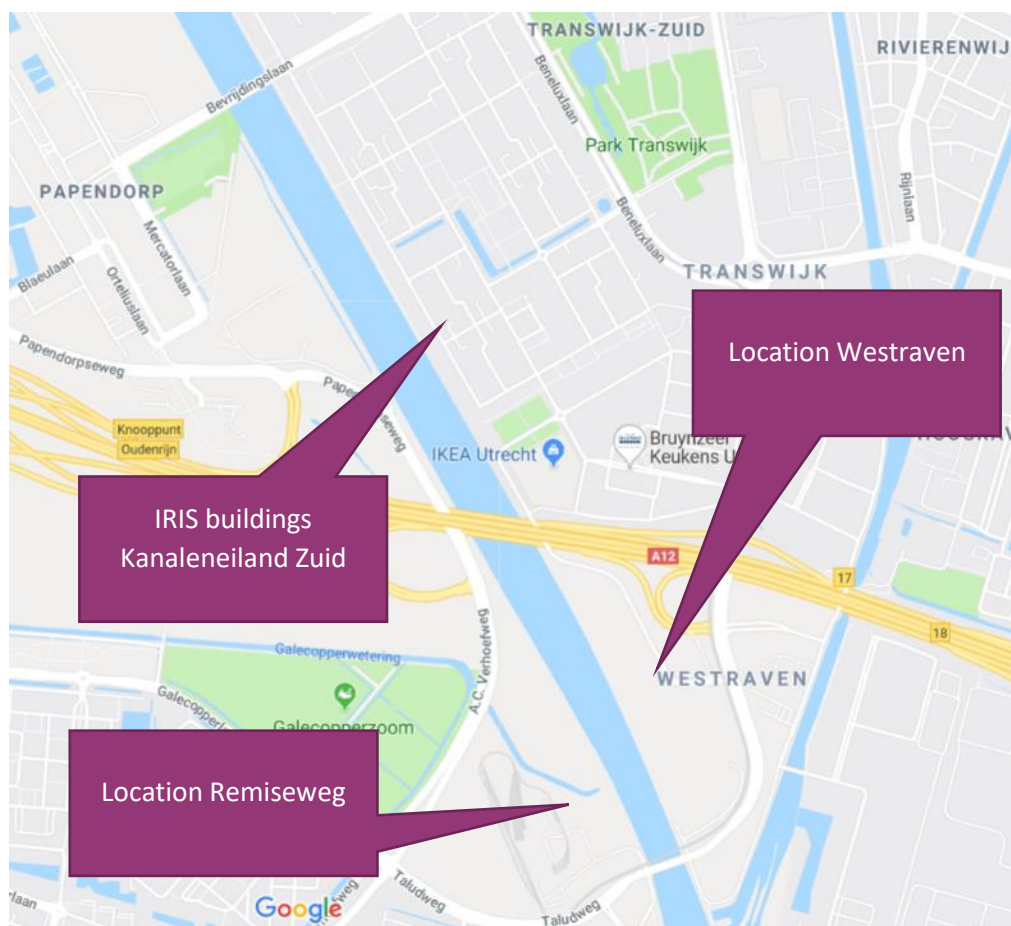 TRANSWIJK-ZUID
RIVIERENWIJ
Beneluxlaan
Bevrijdingslaan
Park Transwijk
PAPENDORP
Rijnlaan
Mercatorlaan
Beneluxlaan
Blaeulaan
Orteliuslaan
TRANSWIJK
Papendorpseweg
Location Westraven
Knooppunt
Oudenrijn
IKEA Utrecht
Bruynzeel
Keukens U
IRIS buildings
Kanaleneiland Zuid
A12
17
18
Galecopperwetering
A.C. Verhoefweg
WESTRAVEN
Galecopperzoom
Location Remiseweg
Taludweg
Taludweg
Google